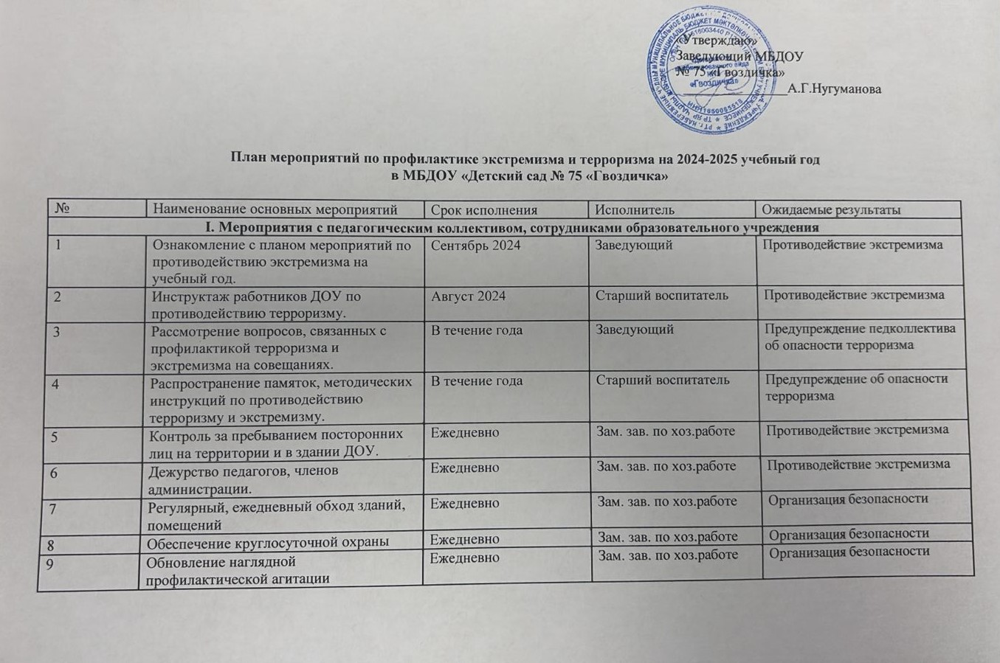 «Утверждаю»
Заведующий МБДОУ
№ 75 «Гвоздичка»
А.Г.Нугуманова
«Гвоздичка»
План мероприятий по профилактике экстремизма и терроризма на 2024-2025 учебный год
в МБДОУ «Детский сад № 75 «Гвоздичка»
№ Наименование основных мероприятий Срок исполнения Исполнитель Ожидаемые результаты
I. Мероприятия с педагогическим коллективом, сотрудниками образовательного учреждения
1 Ознакомление с планом мероприятий по Сентябрь 2024 Заведующий Противодействие экстремизма
противодействию экстремизма на
учебный год.
2 Инструктаж работников ДОУ по Август 2024 Старший воспитатель Противодействие экстремизма
противодействию терроризму.
3 Рассмотрение вопросов, связанных с В течение года Заведующий Предупреждение педколлектива
профилактикой терроризма и об опасности терроризма
экстремизма на совещаниях.
4 Распространение памяток, методических В течение года Старший воспитатель Предупреждение об опасности
инструкций по противодействию терроризма
терроризму и экстремизму.
5 Контроль за пребыванием посторонних Ежедневно Зам. зав. по хоз.работе Противодействие экстремизма
лиц на территории и в здании ДОУ.
6 Дежурство педагогов, членов Ежедневно Зам. зав. по хоз.работе Противодействие экстремизма
администрации.
7 Регулярный, ежедневный обход зданий, Ежедневно Зам. зав. по хоз.работе Организация безопасности
помещений
8 Обеспечение круглосуточной охраны Ежедневно Зам. зав. по хоз.работе Организация безопасности
9 Обновление наглядной Ежедневно Зам. зав. по хоз.работе Организация безопасности
профилактической агитации